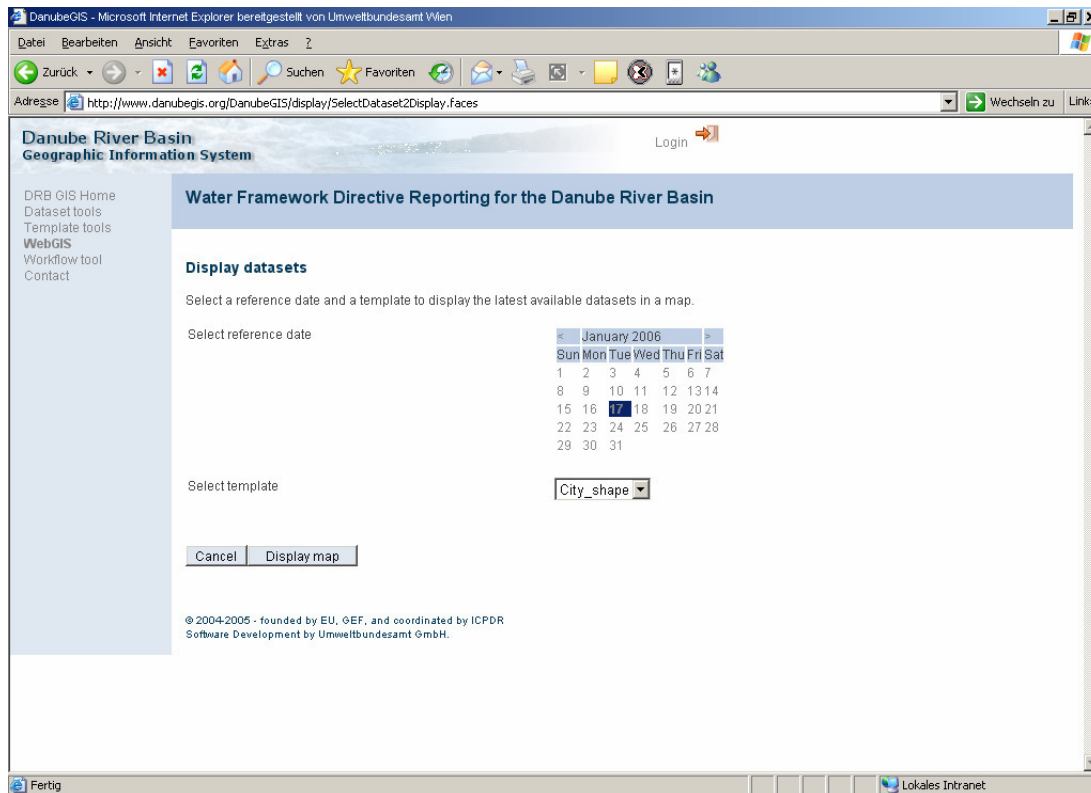 DanubeGIS - Microsoft Internet Explorer bereitgestellt von Umweltbundesamt Wien
Datei Bearbeiten Ansicht Favoriten Extras ?
Zurück Suchen Favoriten
Adresse http://www.danubegis.org/DanubeGIS/display/SelectDataset2Display.faces Wechseln zu Link
Danube River Basin
Geographic Information System
Login
DRB GIS Home
Dataset tools
Template tools
WebGIS
Workflow tool
Contact
Water Framework Directive Reporting for the Danube River Basin
Display datasets
Select a reference date and a template to display the latest available datasets in a map.
Select reference date
< January 2006 >
Sun Mon Tue Wed Thu Fri Sat
1 2 3 4 5 6 7
8 9 10 11 12 13 14
15 16 17 18 19 20 21
22 23 24 25 26 27 28
29 30 31
Select template
City_shape
Cancel Display map
© 2004-2005 - founded by EU, GEF, and coordinated by ICPDR
Software Development by Umweltbundesamt GmbH.
Fertig Lokales Intranet